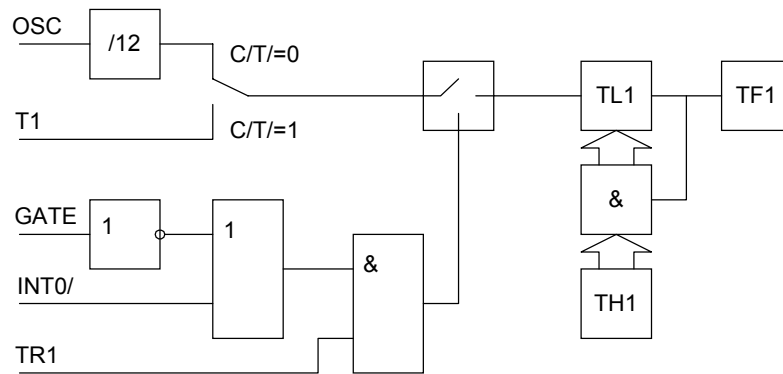 OSC
/12
C/T/=0
T1
C/T/=1
TL1
TF1
GATE
1
1
&
&
INT0/
TH1
TR1